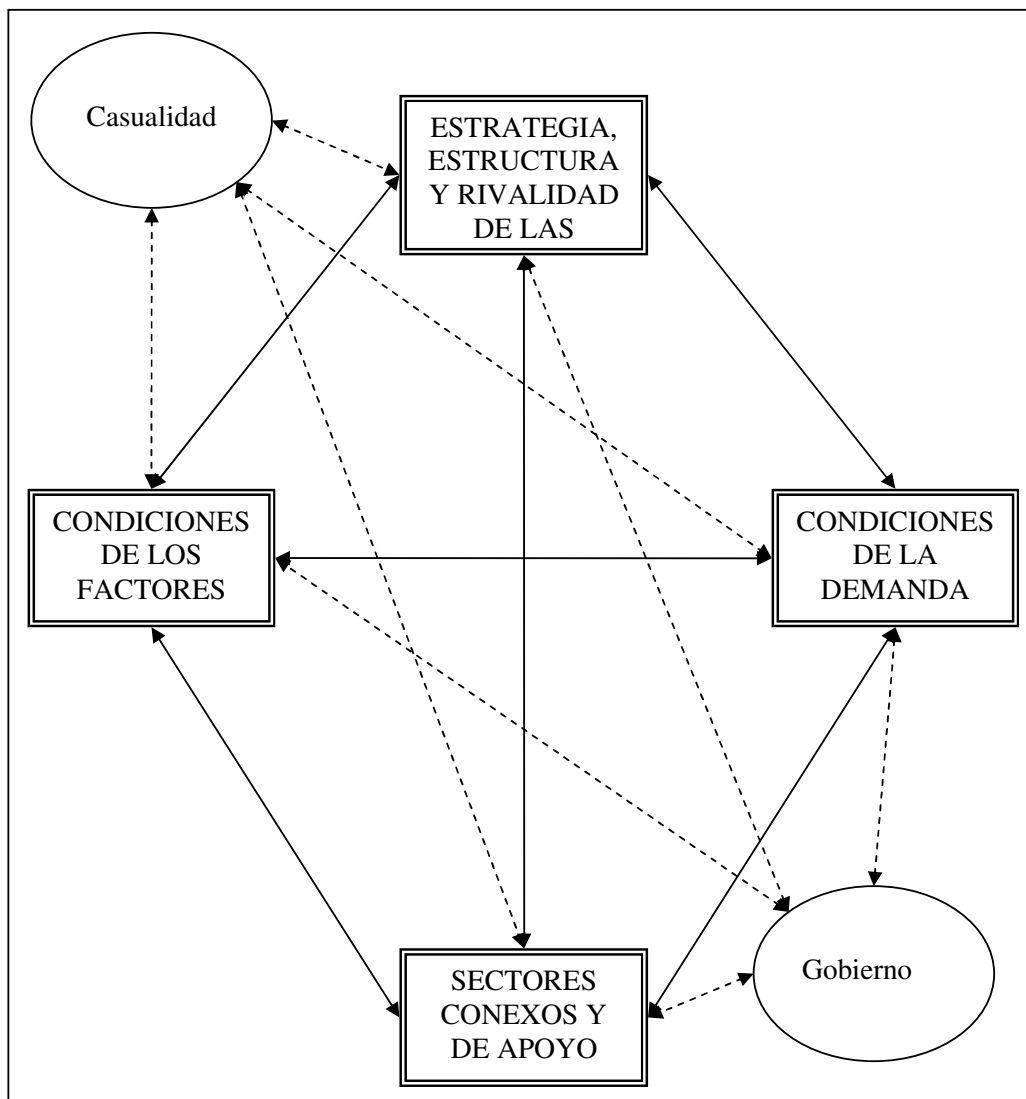 Casualidad
ESTRATEGIA,
ESTRUCTURA
Y RIVALIDAD
DE LAS
CONDICIONES
DE LOS
FACTORES
CONDICIONES
DE LA
DEMANDA
SECTORES
CONEXOS Y
DE APOYO
Gobierno